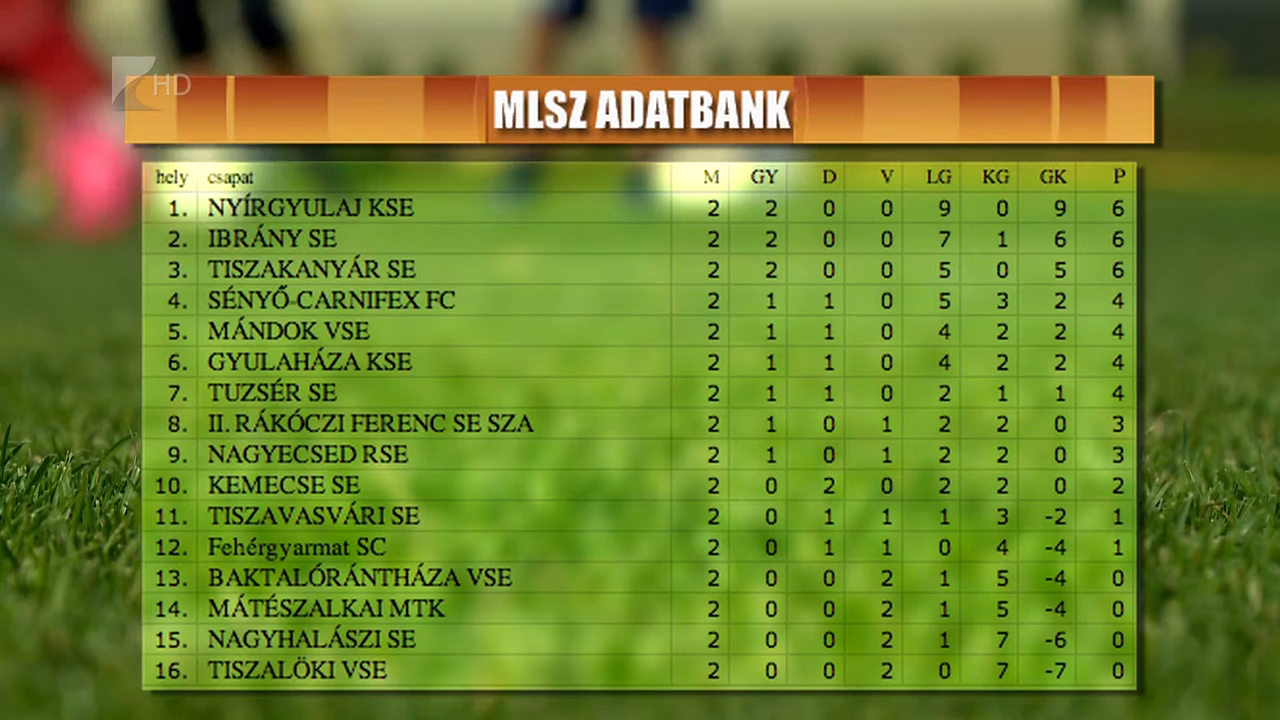 HD
MLSZ ADATBANK
hely csapat M GY D V LG KG GK P
1. NYÍRGYULAJ KSE 2 2 0 0 9 0 9 6
2. IBRÁNY SE 2 2 0 0 7 1 6 6
3. TISZAKANYÁR SE 2 2 0 0 5 0 5 6
4. SÉNYŐ-CARNIFEX FC 2 1 1 0 5 3 2 4
5. MÁNDOK VSE 2 1 1 0 4 2 2 4
6. GYULAHÁZA KSE 2 1 1 0 4 2 2 4
7. TUZSÉR SE 2 1 1 0 2 1 1 4
8. II. RÁKÓCZI FERENC SE SZA 2 1 0 1 2 2 0 3
9. NAGYECSED RSE 2 1 0 1 2 2 0 3
10. KEMECSE SE 2 0 2 0 2 2 0 2
11. TISZAVASVÁRI SE 2 0 1 1 1 3 -2 1
12. Fehérgyarmat SC 2 0 1 1 0 4 -4 1
13. BAKTALÓRÁNTHÁZA VSE 2 0 0 2 1 5 -4 0
14. MÁTÉSZALKAI MTK 2 0 0 2 1 5 -4 0
15. NAGYHALÁSZI SE 2 0 0 2 1 7 -6 0
16. TISZALÖKI VSE 2 0 0 2 0 7 -7 0